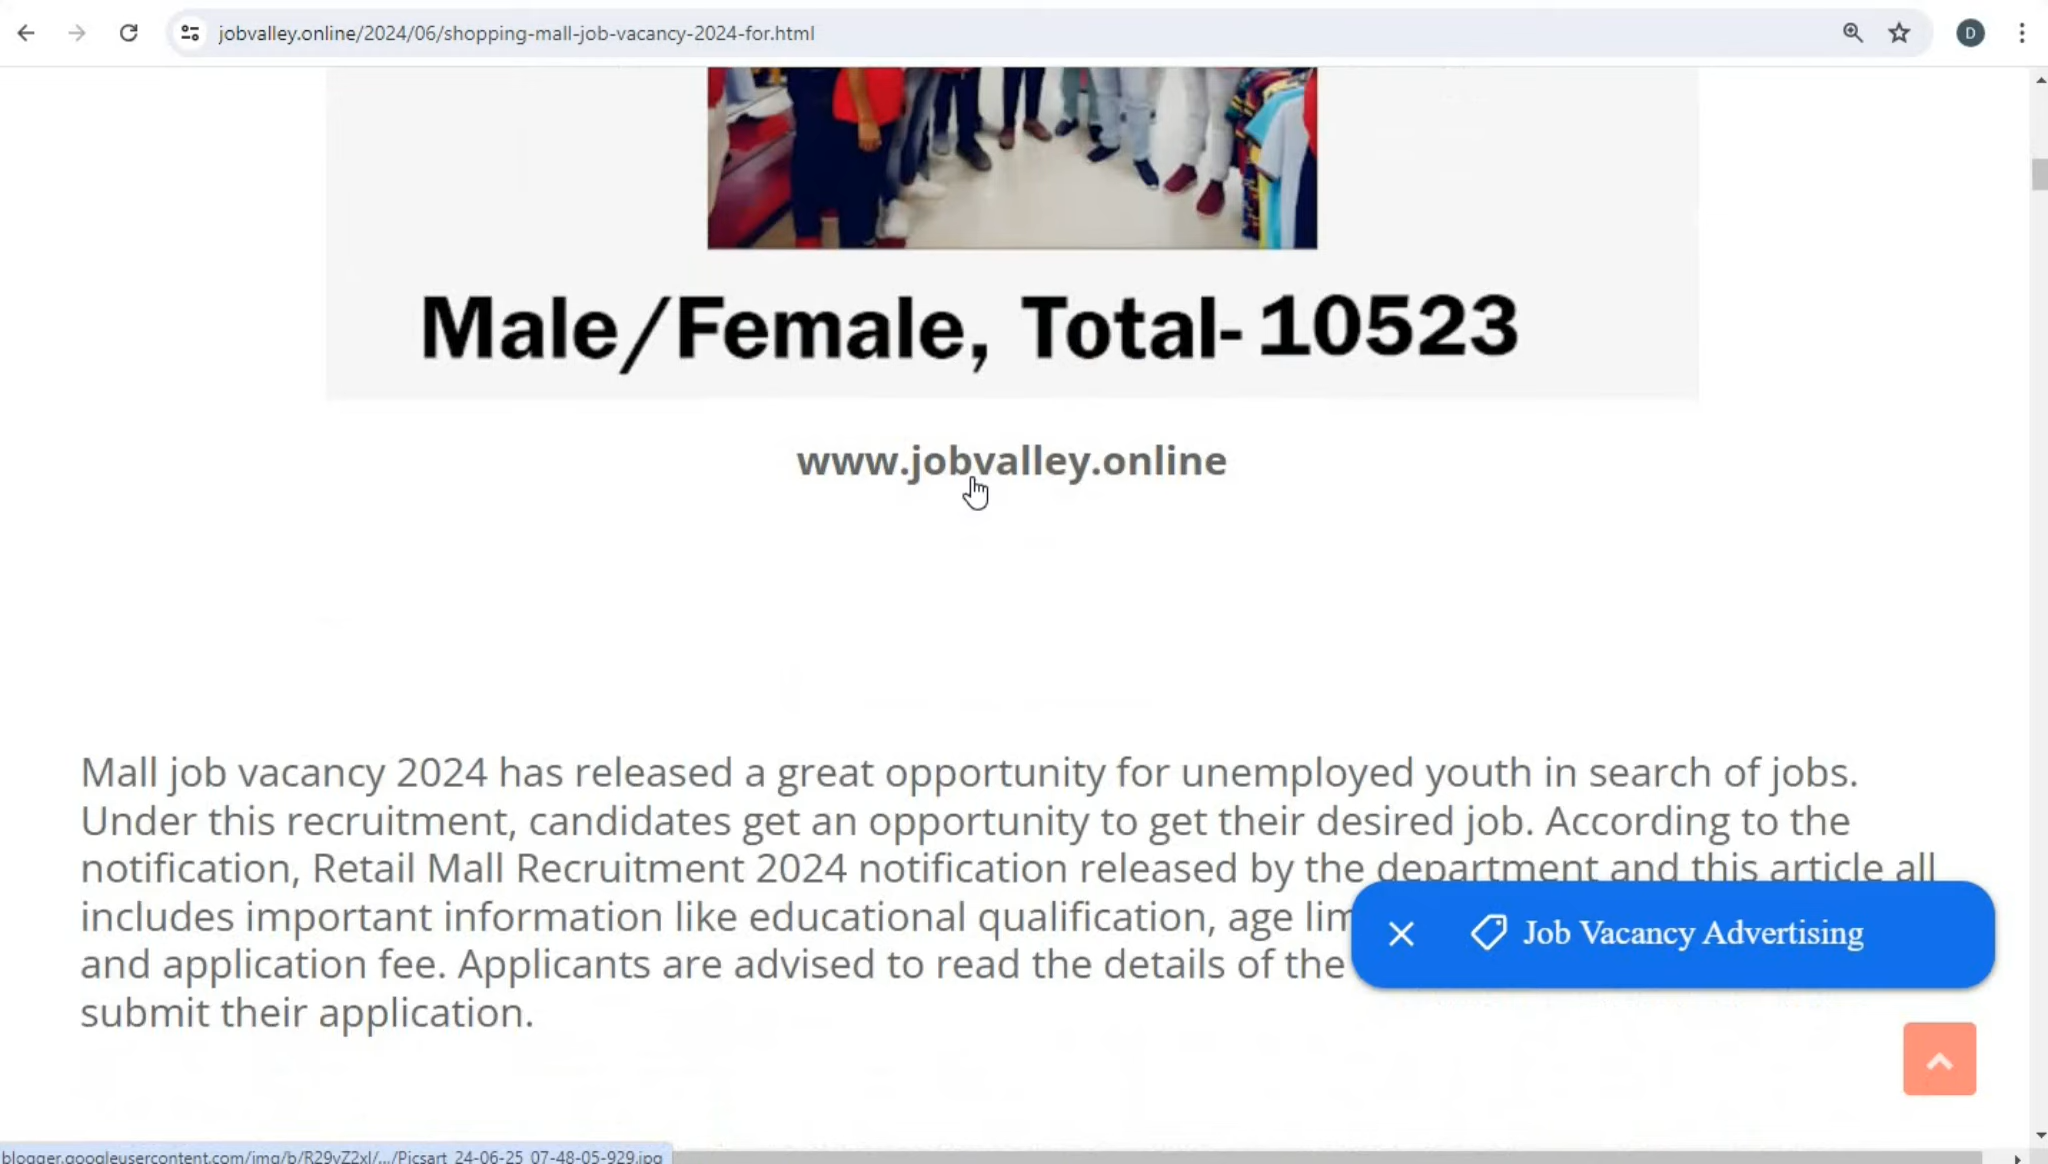 jobvalley.online/2024/06/shopping-mall-job-vacancy-2024-for.html
D
Male/Female, Total-10523
www.jobvalley.online
Mall job vacancy 2024 has released a great opportunity for unemployed youth in search of jobs.
Under this recruitment, candidates get an opportunity to get their desired job. According to the
notification, Retail Mall Recruitment 2024 notification released by the department and this article all
includes important information like educational qualification, age lim
and application fee. Applicants are advised to read the details of the
submit their application.
Job Vacancy Advertising
blogger.googleusercontent.com/img/b/R29vZ2xl/.../Picsart_24-06-25_07-48-05-929.jpg